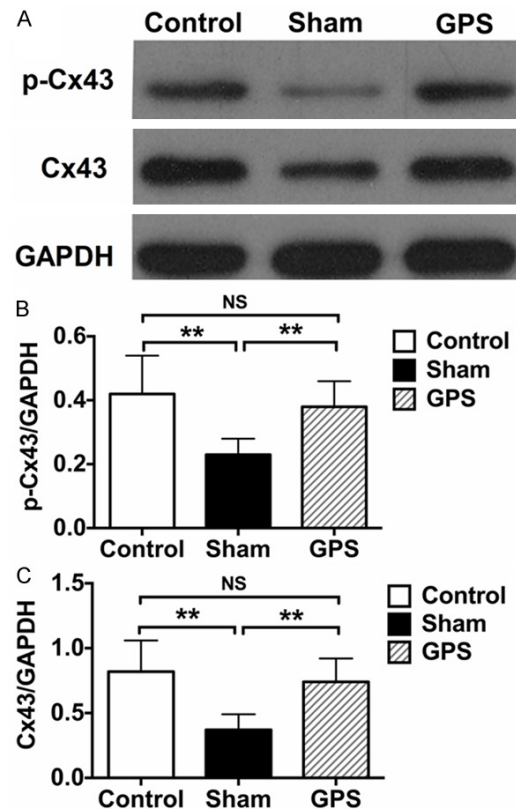 A
Control Sham GPS
p-Cx43
Cx43
GAPDH
B
NS
** **
p-Cx43/GAPDH
0.6
0.4
0.2
0.0
Control Sham GPS
Control
Sham
GPS
C
NS
** **
Cx43/GAPDH
1.5
1.0
0.5
0.0
Control Sham GPS
Control
Sham
GPS